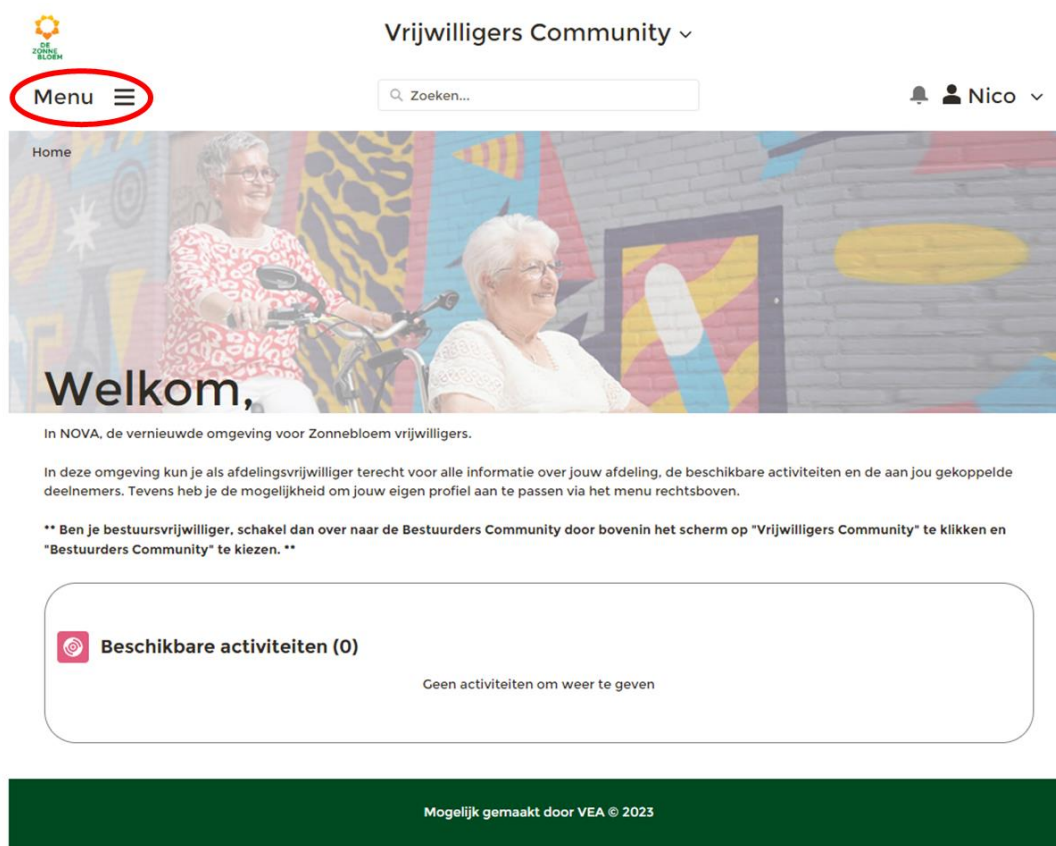 DE
ZONNE
BLOEM
Vrijwilligers Community
Menu
Zoeken...
Nico
Home
Welkom,
In NOVA, de vernieuwde omgeving voor Zonnebloem vrijwilligers.
In deze omgeving kun je als afdelingsvrijwilliger terecht voor alle informatie over jouw afdeling, de beschikbare activiteiten en de aan jou gekoppelde
deelnemers. Tevens heb je de mogelijkheid om jouw eigen profiel aan te passen via het menu rechtsboven.
** Ben je bestuursvrijwilliger, schakel dan over naar de Bestuurders Community door bovenin het scherm op "Vrijwilligers Community" te klikken en
"Bestuurders Community" te kiezen. **
Beschikbare activiteiten (0)
Geen activiteiten om weer te geven
Mogelijk gemaakt door VEA © 2023